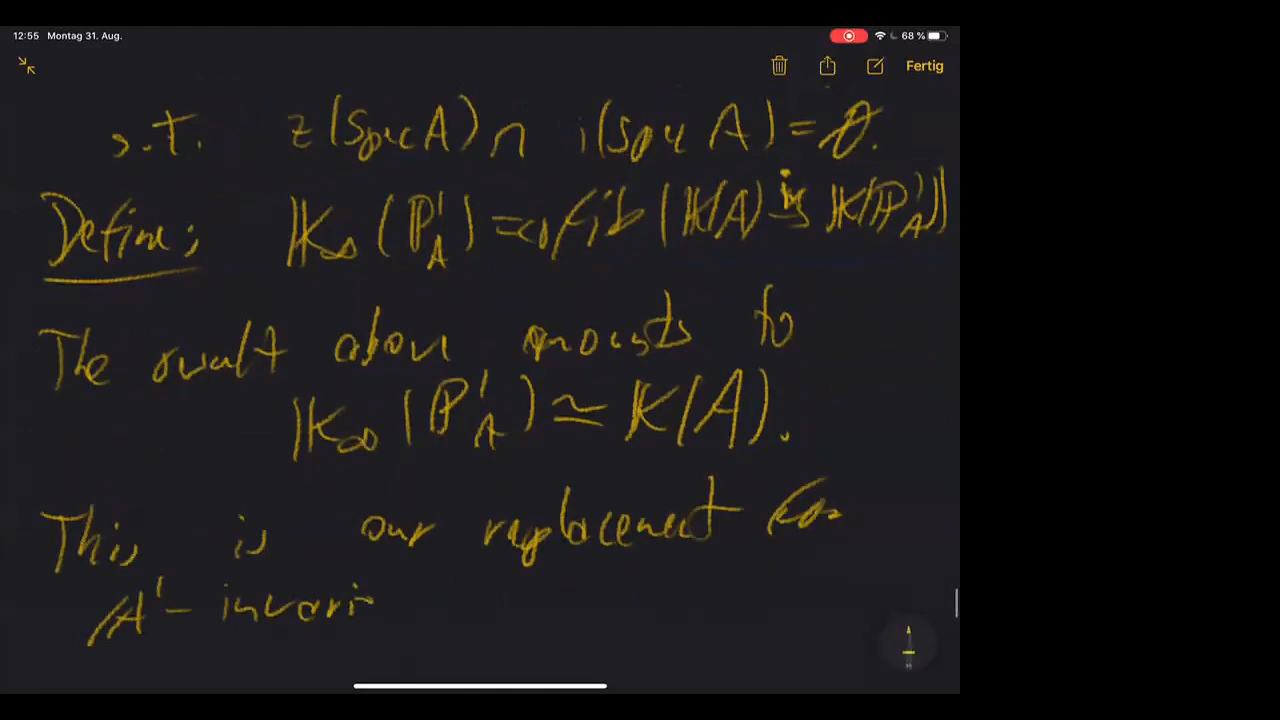 12:55 Montag 31. Aug. 68 %
Fertig
s.t. z(Spec A) ∩ i(Spec A) = ∅.
Define: 𝕂∞(ℙ¹_A) = cofib(𝕂(A) → 𝕂(ℙ¹_A))
The result above amounts to
𝕂∞(ℙ¹_A) ≃ 𝕂(A).
This is our replacement for
𝔸¹-invari